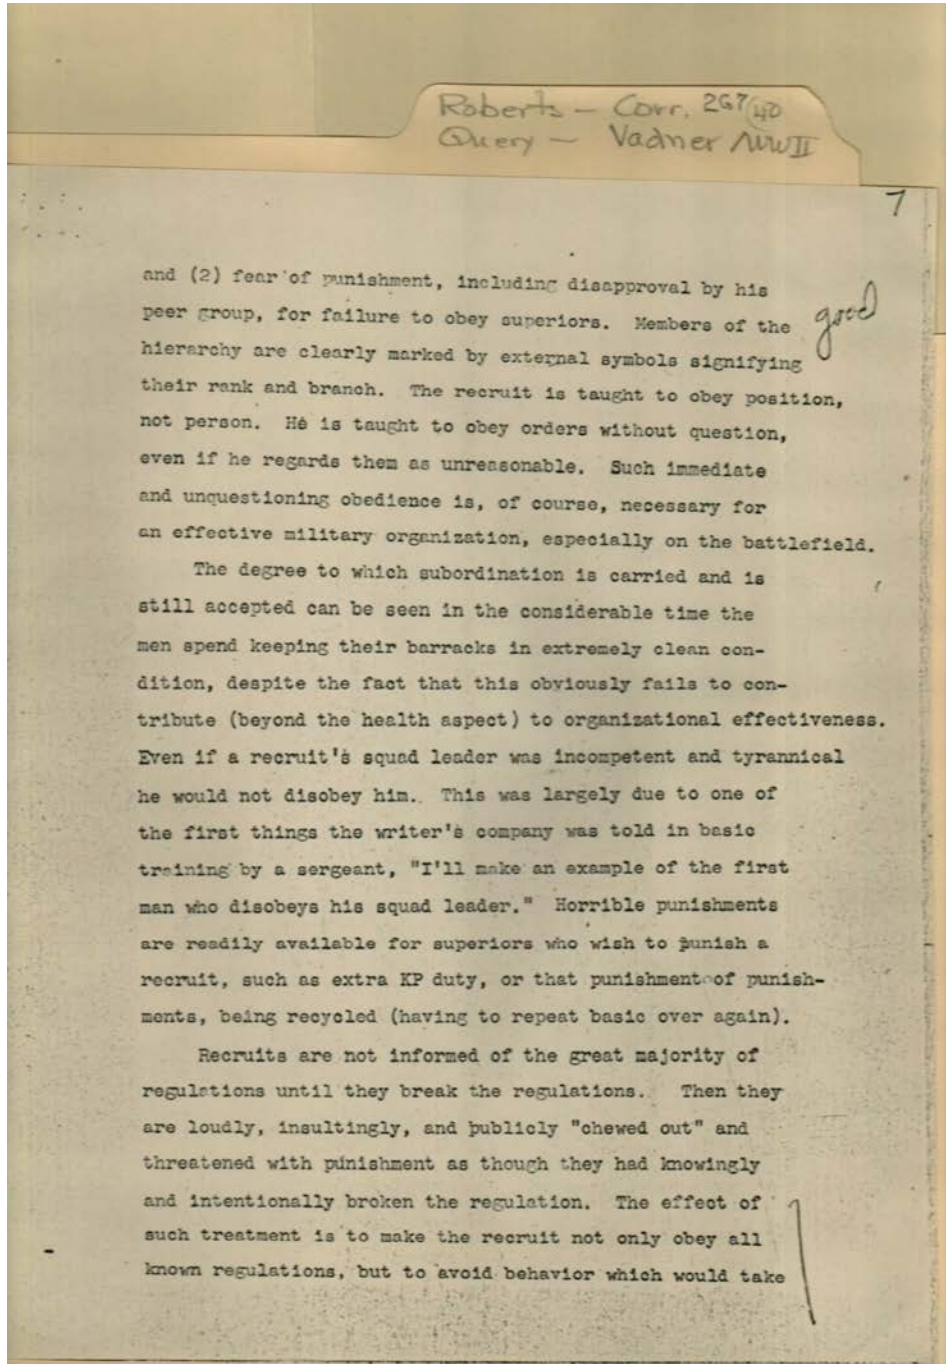 Roberts – Corr. 267 40
Query – Vadner WWII
7
and (2) fear of punishment, including disapproval by his
peer group, for failure to obey superiors. Members of the
good
hierarchy are clearly marked by external symbols signifying
their rank and branch. The recruit is taught to obey position,
not person. He is taught to obey orders without question,
even if he regards them as unreasonable. Such immediate
and unquestioning obedience is, of course, necessary for
an effective military organization, especially on the battlefield.
The degree to which subordination is carried and is
still accepted can be seen in the considerable time the
men spend keeping their barracks in extremely clean con-
dition, despite the fact that this obviously fails to con-
tribute (beyond the health aspect) to organizational effectiveness.
Even if a recruit's squad leader was incompetent and tyrannical
he would not disobey him. This was largely due to one of
the first things the writer's company was told in basic
training by a sergeant, "I'll make an example of the first
man who disobeys his squad leader." Horrible punishments
are readily available for superiors who wish to punish a
recruit, such as extra KP duty, or that punishment of punish-
ments, being recycled (having to repeat basic over again).
Recruits are not informed of the great majority of
regulations until they break the regulations. Then they
are loudly, insultingly, and publicly "chewed out" and
threatened with punishment as though they had knowingly
and intentionally broken the regulation. The effect of
such treatment is to make the recruit not only obey all
known regulations, but to avoid behavior which would take